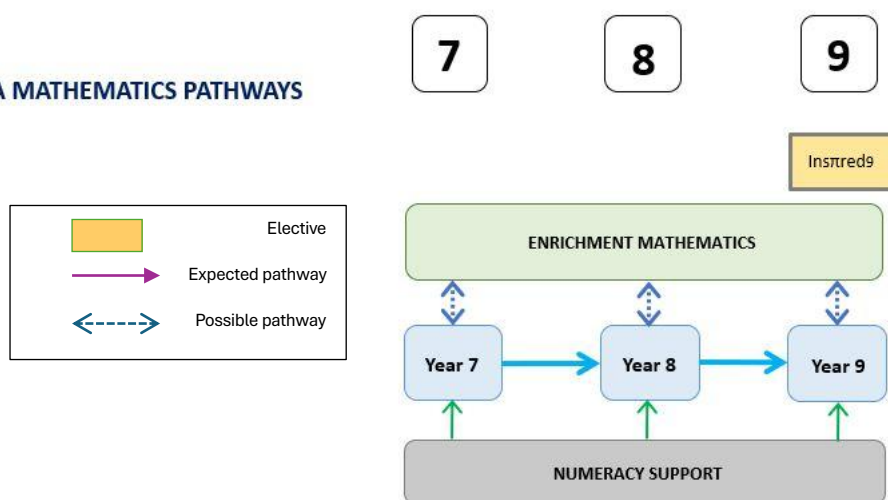 7
8
9
A MATHEMATICS PATHWAYS
Insπred9
Elective
Expected pathway
Possible pathway
ENRICHMENT MATHEMATICS
Year 7
Year 8
Year 9
NUMERACY SUPPORT